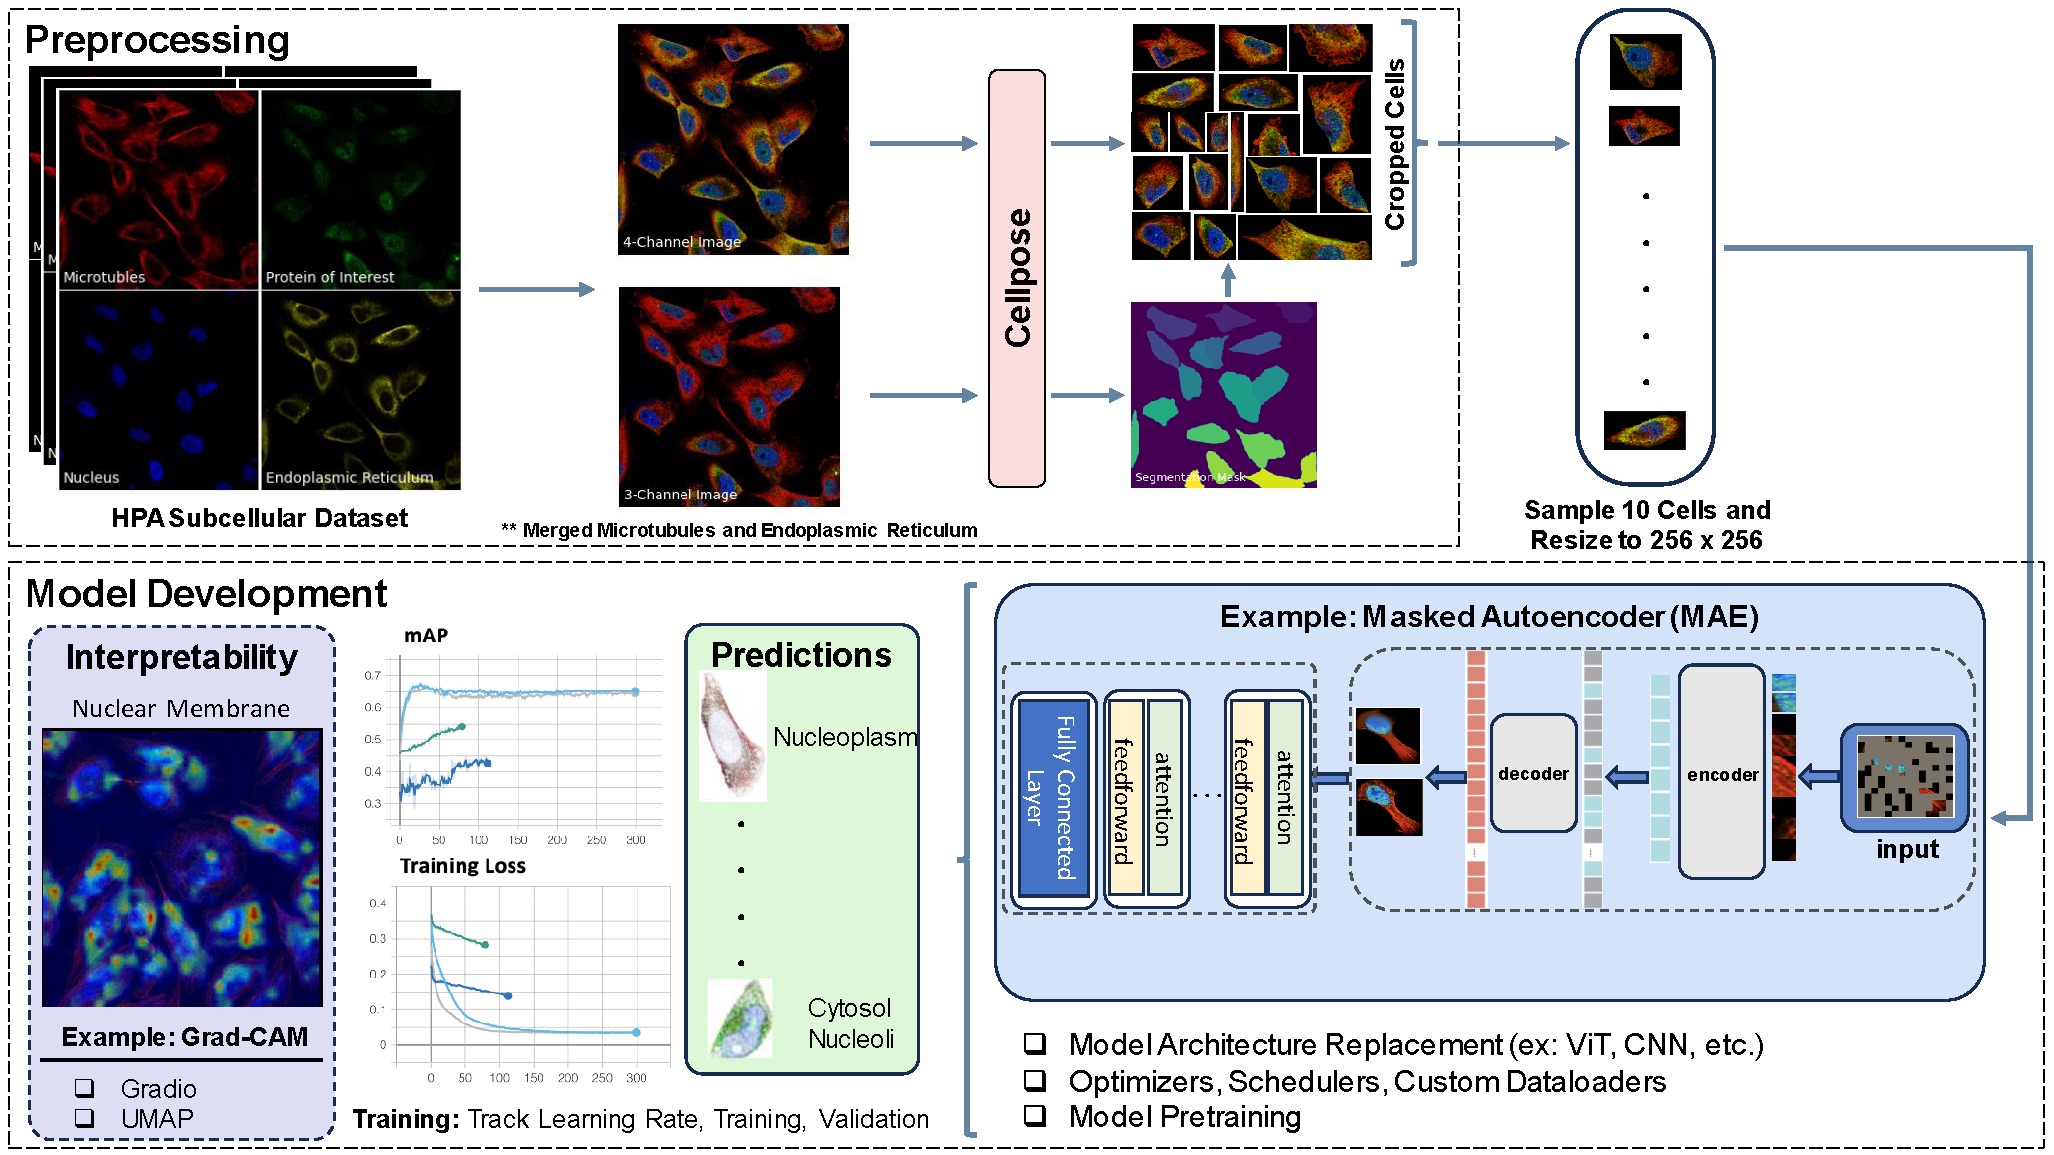 Preprocessing
M
M
N
N
Microtubles
Protein of Interest
Nucleus
Endoplasmic Reticulum
HPA Subcellular Dataset
4-Channel Image
3-Channel Image
** Merged Microtubules and Endoplasmic Reticulum
Cellpose
Cropped Cells
Segmentation Mask
Sample 10 Cells and
Resize to 256 x 256
Model Development
Interpretability
Nuclear Membrane
Example: Grad-CAM
❑ Gradio
❑ UMAP
mAP
0.7
0.6
0.5
0.4
0.3
0 50 100 150 200 250 300
Training Loss
0.4
0.3
0.2
0.1
0
0 50 100 150 200 250 300
Training: Track Learning Rate, Training, Validation
Predictions
Nucleoplasm
Cytosol
Nucleoli
Example: Masked Autoencoder (MAE)
Fully Connected
Layer
feedforward
attention
...
feedforward
attention
decoder
encoder
input
❑ Model Architecture Replacement (ex: ViT, CNN, etc.)
❑ Optimizers, Schedulers, Custom Dataloaders
❑ Model Pretraining